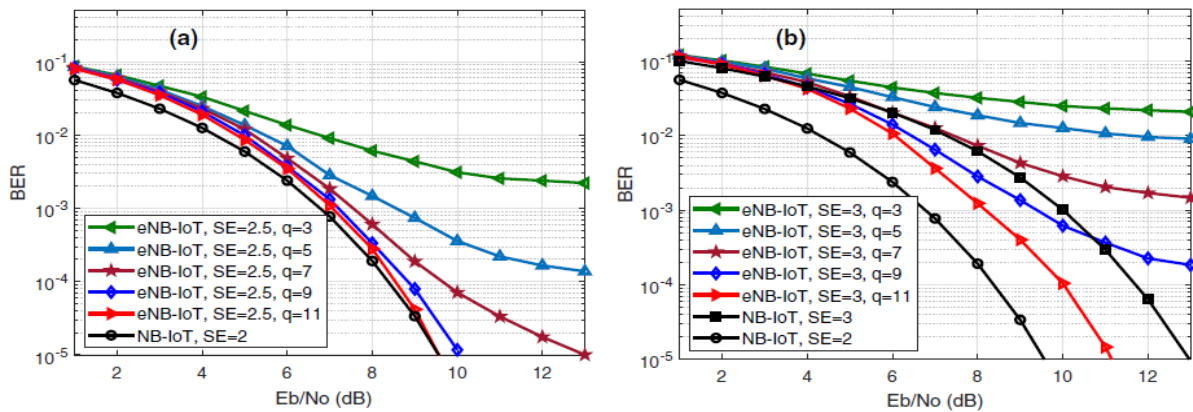 (a)
BER
10^-1
10^-2
10^-3
10^-4
10^-5
eNB-IoT, SE=2.5, q=3
eNB-IoT, SE=2.5, q=5
eNB-IoT, SE=2.5, q=7
eNB-IoT, SE=2.5, q=9
eNB-IoT, SE=2.5, q=11
NB-IoT, SE=2
2 4 6 8 10 12
Eb/No (dB)
(b)
BER
10^-1
10^-2
10^-3
10^-4
10^-5
eNB-IoT, SE=3, q=3
eNB-IoT, SE=3, q=5
eNB-IoT, SE=3, q=7
eNB-IoT, SE=3, q=9
eNB-IoT, SE=3, q=11
NB-IoT, SE=3
NB-IoT, SE=2
2 4 6 8 10 12
Eb/No (dB)